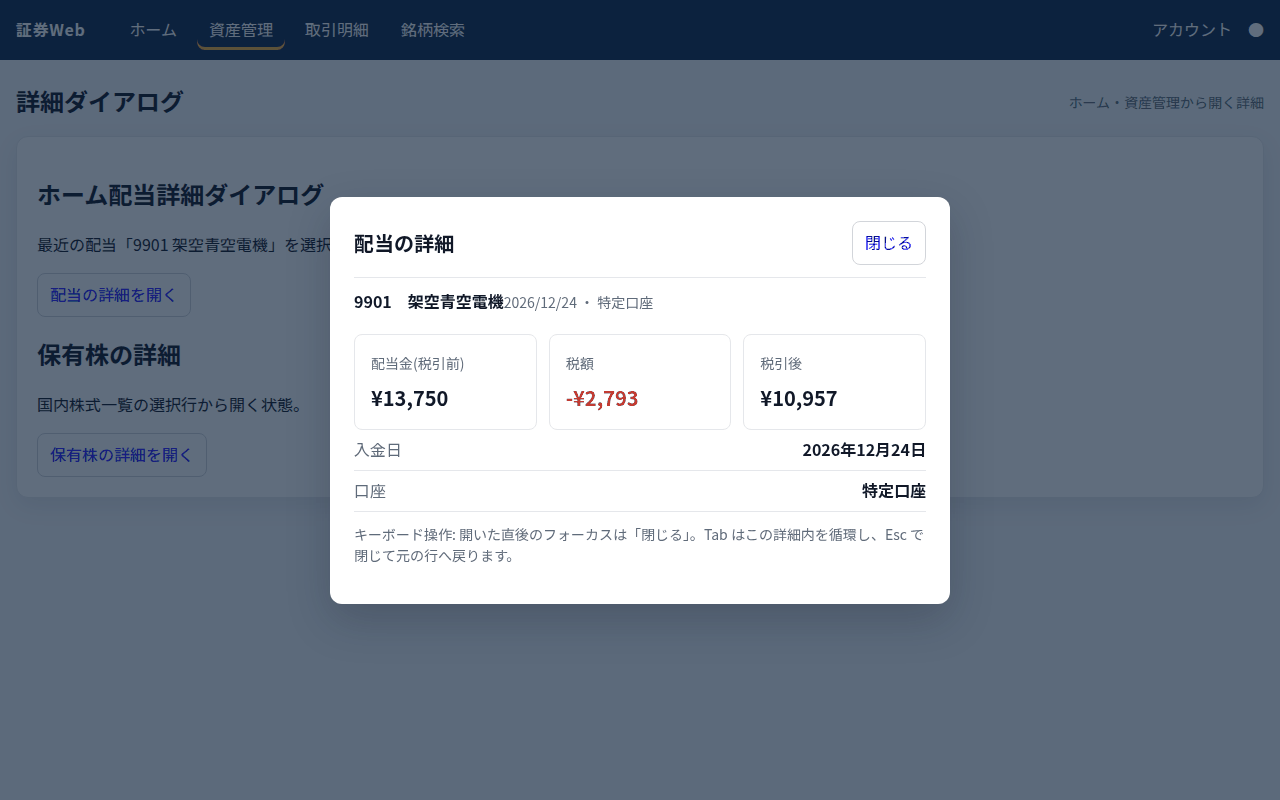 証券Web ホーム 資産管理 取引明細 銘柄検索 アカウント
詳細ダイアログ ホーム・資産管理から開く詳細
ホーム配当詳細ダイアログ
最近の配当「9901 架空青空電機」を選択
配当の詳細を開く
保有株の詳細
国内株式一覧の選択行から開く状態。
保有株の詳細を開く
配当の詳細 閉じる
9901 架空青空電機2026/12/24 ・ 特定口座
配当金(税引前) 税額 税引後
¥13,750 -¥2,793 ¥10,957
入金日 2026年12月24日
口座 特定口座
キーボード操作: 開いた直後のフォーカスは「閉じる」。Tab はこの詳細内を循環し、Esc で
閉じて元の行へ戻ります。